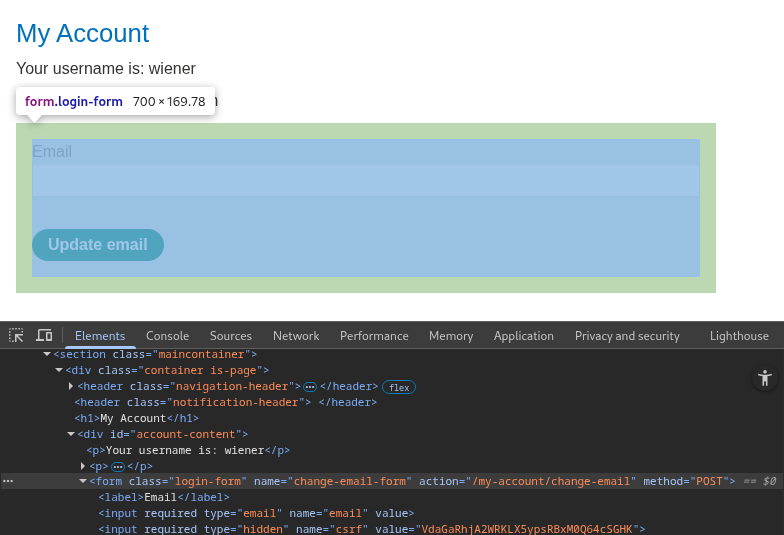 My Account
Your username is: wiener
form.login-form 700 × 169.78
Email
Update email
Elements Console Sources Network Performance Memory Application Privacy and security Lighthouse
<section class="maincontainer">
<div class="container is-page">
<header class="navigation-header"> ••• </header> flex
<header class="notification-header"> </header>
<h1>My Account</h1>
<div id="account-content">
<p>Your username is: wiener</p>
<p> ••• </p>
••• <form class="login-form" name="change-email-form" action="/my-account/change-email" method="POST"> == $0
<label>Email</label>
<input required type="email" name="email" value>
<input required type="hidden" name="csrf" value="VdaGaRhjA2WRKLX5ypsRBxM0Q64cSGHK">